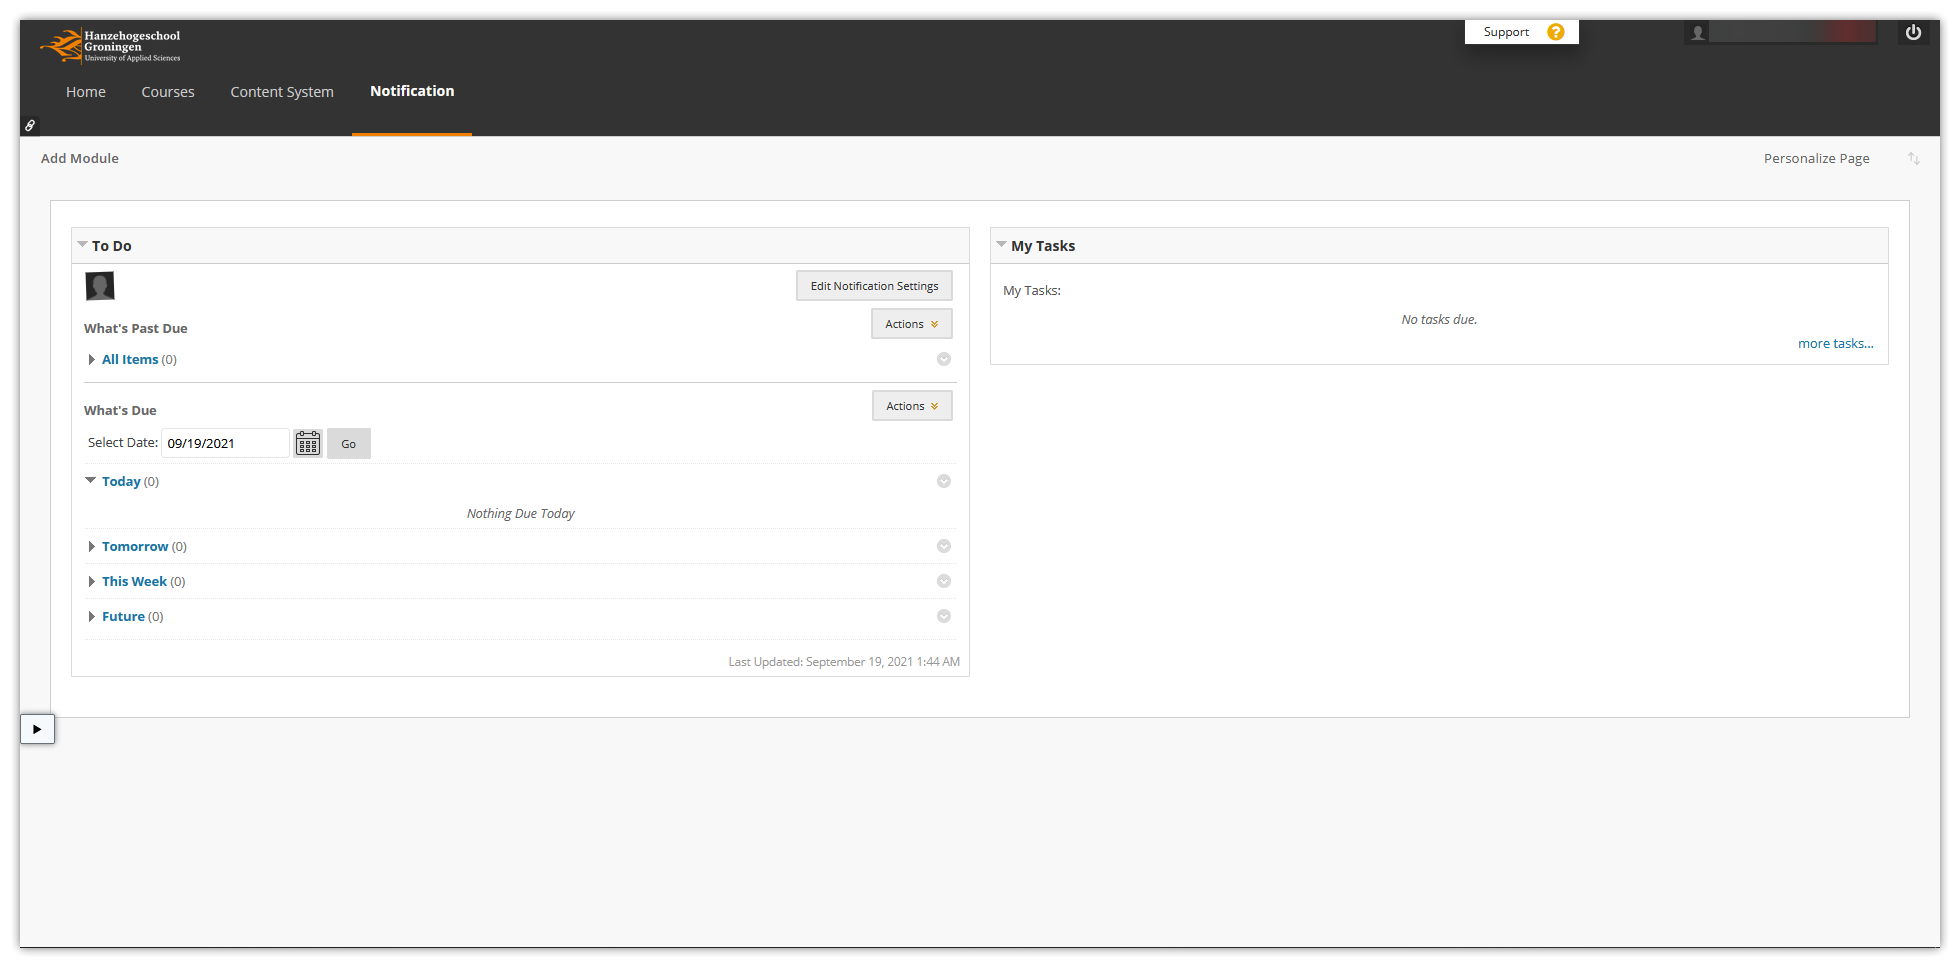 Hanzehogeschool
Groningen
University of Applied Sciences
Support ?
Home Courses Content System Notification
Add Module Personalize Page
To Do
Edit Notification Settings
What's Past Due Actions
All Items (0)
What's Due Actions
Select Date: 09/19/2021 Go
Today (0)
Nothing Due Today
Tomorrow (0)
This Week (0)
Future (0)
Last Updated: September 19, 2021 1:44 AM
My Tasks
My Tasks:
No tasks due.
more tasks...